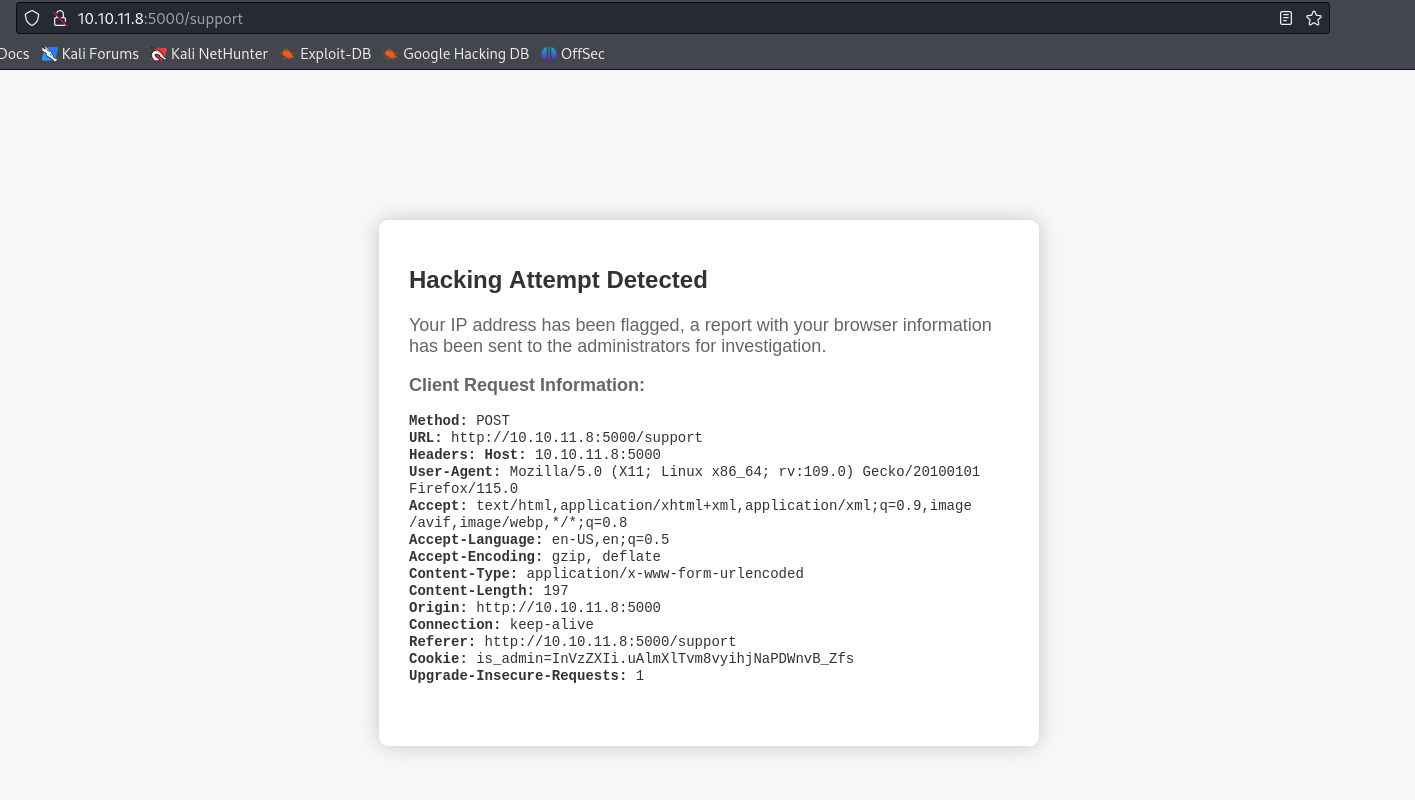 10.10.11.8:5000/support
Docs Kali Forums Kali NetHunter Exploit-DB Google Hacking DB OffSec
Hacking Attempt Detected
Your IP address has been flagged, a report with your browser information
has been sent to the administrators for investigation.
Client Request Information:
Method: POST
URL: http://10.10.11.8:5000/support
Headers: Host: 10.10.11.8:5000
User-Agent: Mozilla/5.0 (X11; Linux x86_64; rv:109.0) Gecko/20100101
Firefox/115.0
Accept: text/html,application/xhtml+xml,application/xml;q=0.9,image
/avif,image/webp,*/*;q=0.8
Accept-Language: en-US,en;q=0.5
Accept-Encoding: gzip, deflate
Content-Type: application/x-www-form-urlencoded
Content-Length: 197
Origin: http://10.10.11.8:5000
Connection: keep-alive
Referer: http://10.10.11.8:5000/support
Cookie: is_admin=InVzZXIi.uAlmXlTvm8vyihjNaPDWnvB_Zfs
Upgrade-Insecure-Requests: 1